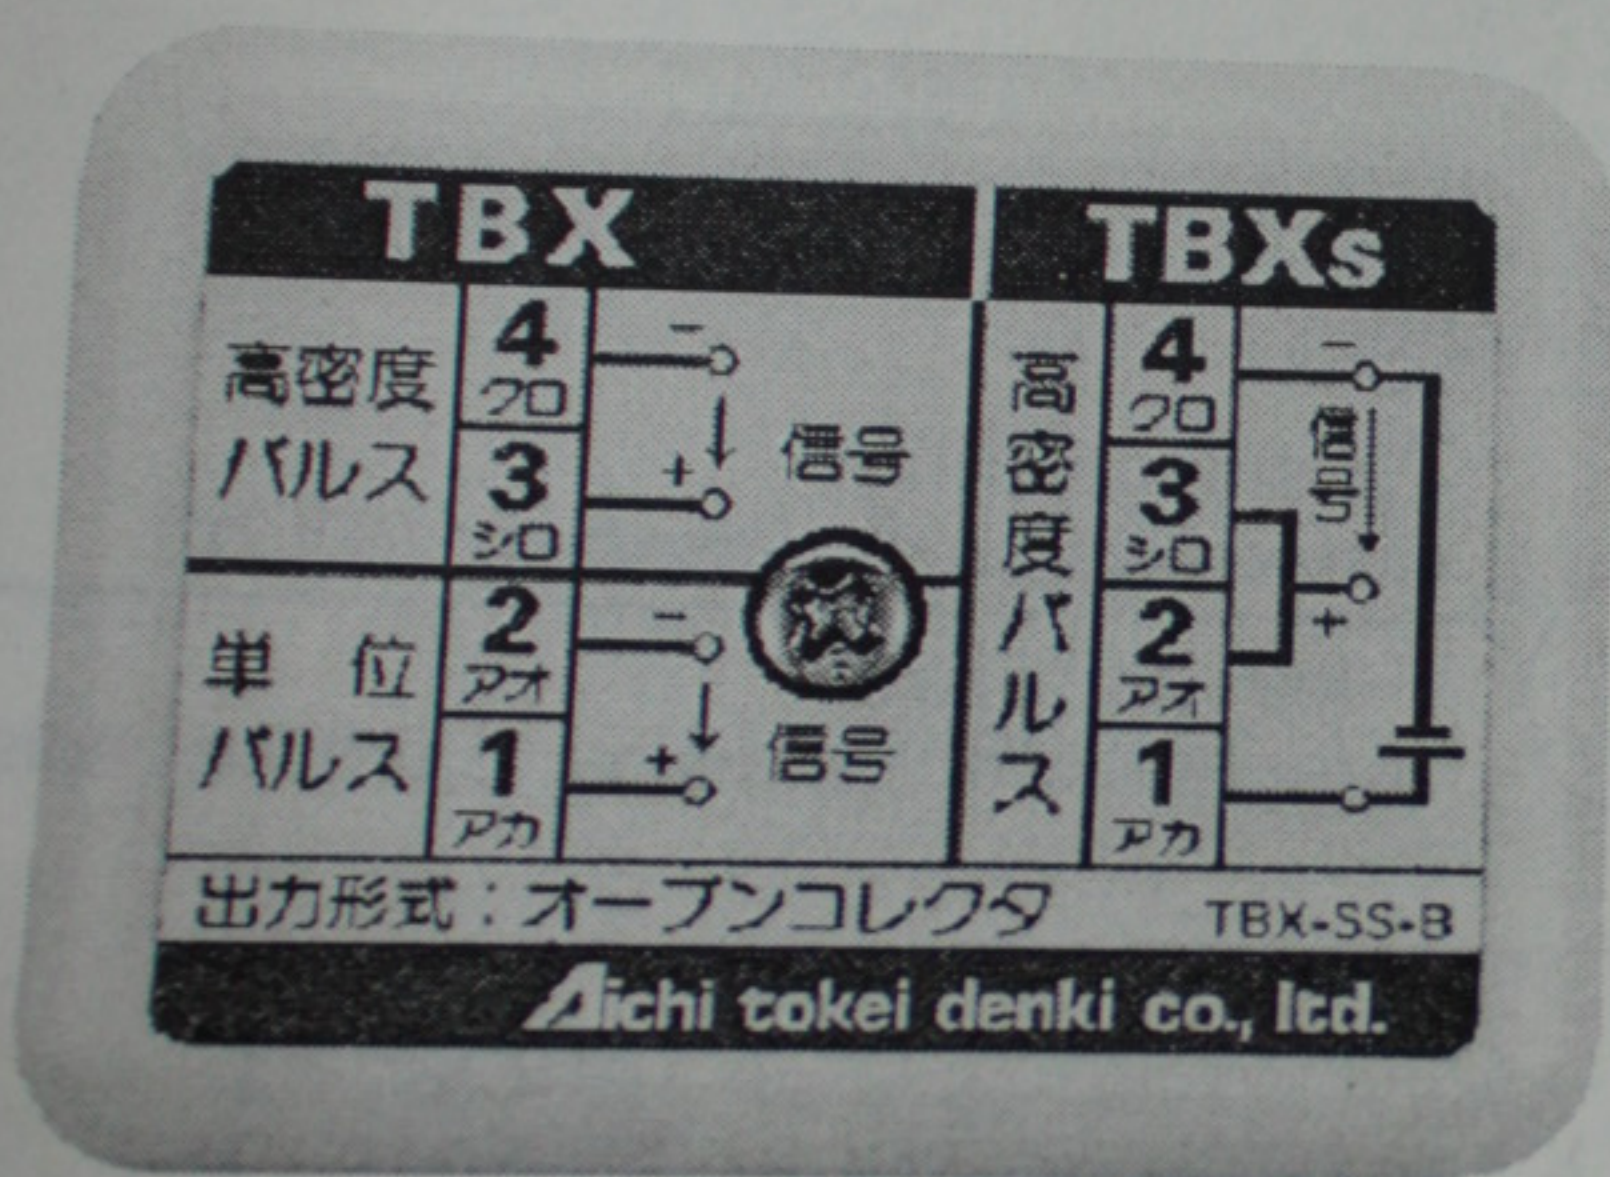 TBX
高密度
パルス
4
クロ
3
シロ
−
+
信号
単 位
パルス
2
アオ
1
アカ
−
+
信号
TBXs
高密度パルス
4
クロ
3
シロ
2
アオ
1
アカ
−
信号
+
出力形式：オープンコレクタ
TBX-SS-B
Aichi tokei denki co., ltd.